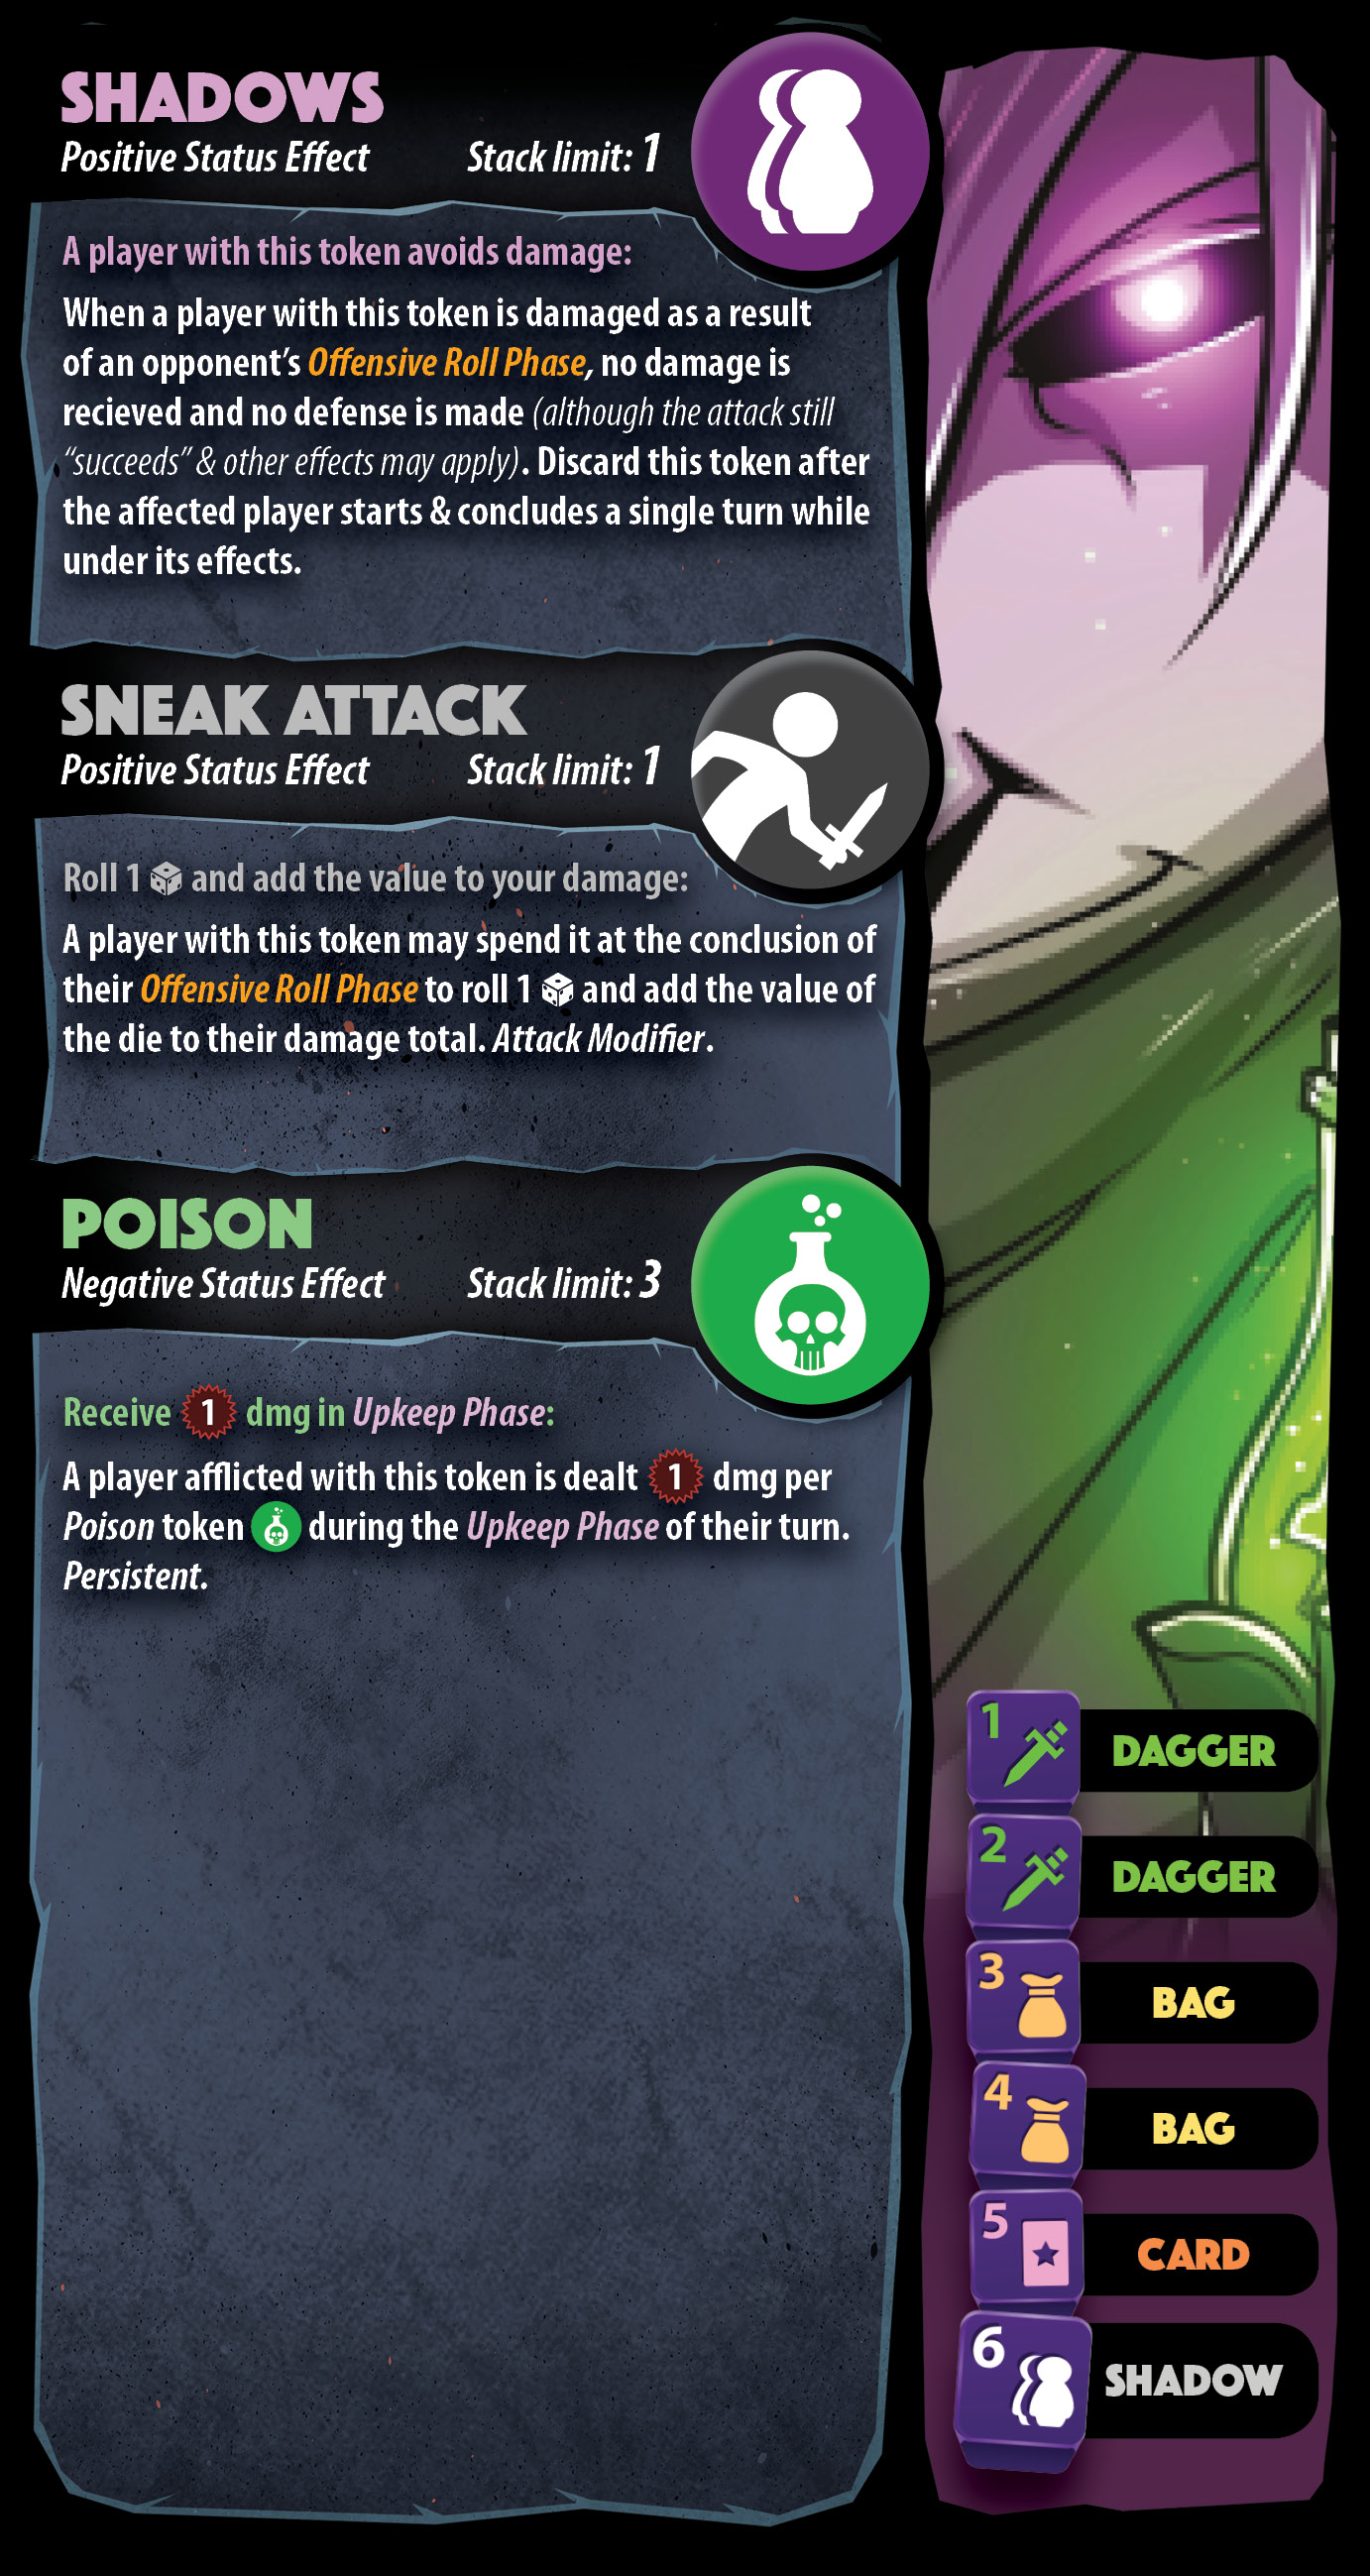 SHADOWS
Positive Status Effect Stack limit: 1
A player with this token avoids damage:
When a player with this token is damaged as a result
of an opponent's Offensive Roll Phase, no damage is
recieved and no defense is made (although the attack still
“succeeds” & other effects may apply). Discard this token after
the affected player starts & concludes a single turn while
under its effects.
SNEAK ATTACK
Positive Status Effect Stack limit: 1
Roll 1 and add the value to your damage:
A player with this token may spend it at the conclusion of
their Offensive Roll Phase to roll 1 and add the value of
the die to their damage total. Attack Modifier.
POISON
Negative Status Effect Stack limit: 3
Receive 1 dmg in Upkeep Phase:
A player afflicted with this token is dealt 1 dmg per
Poison token during the Upkeep Phase of their turn.
Persistent.
1 DAGGER
2 DAGGER
3 BAG
4 BAG
5 CARD
6 SHADOW